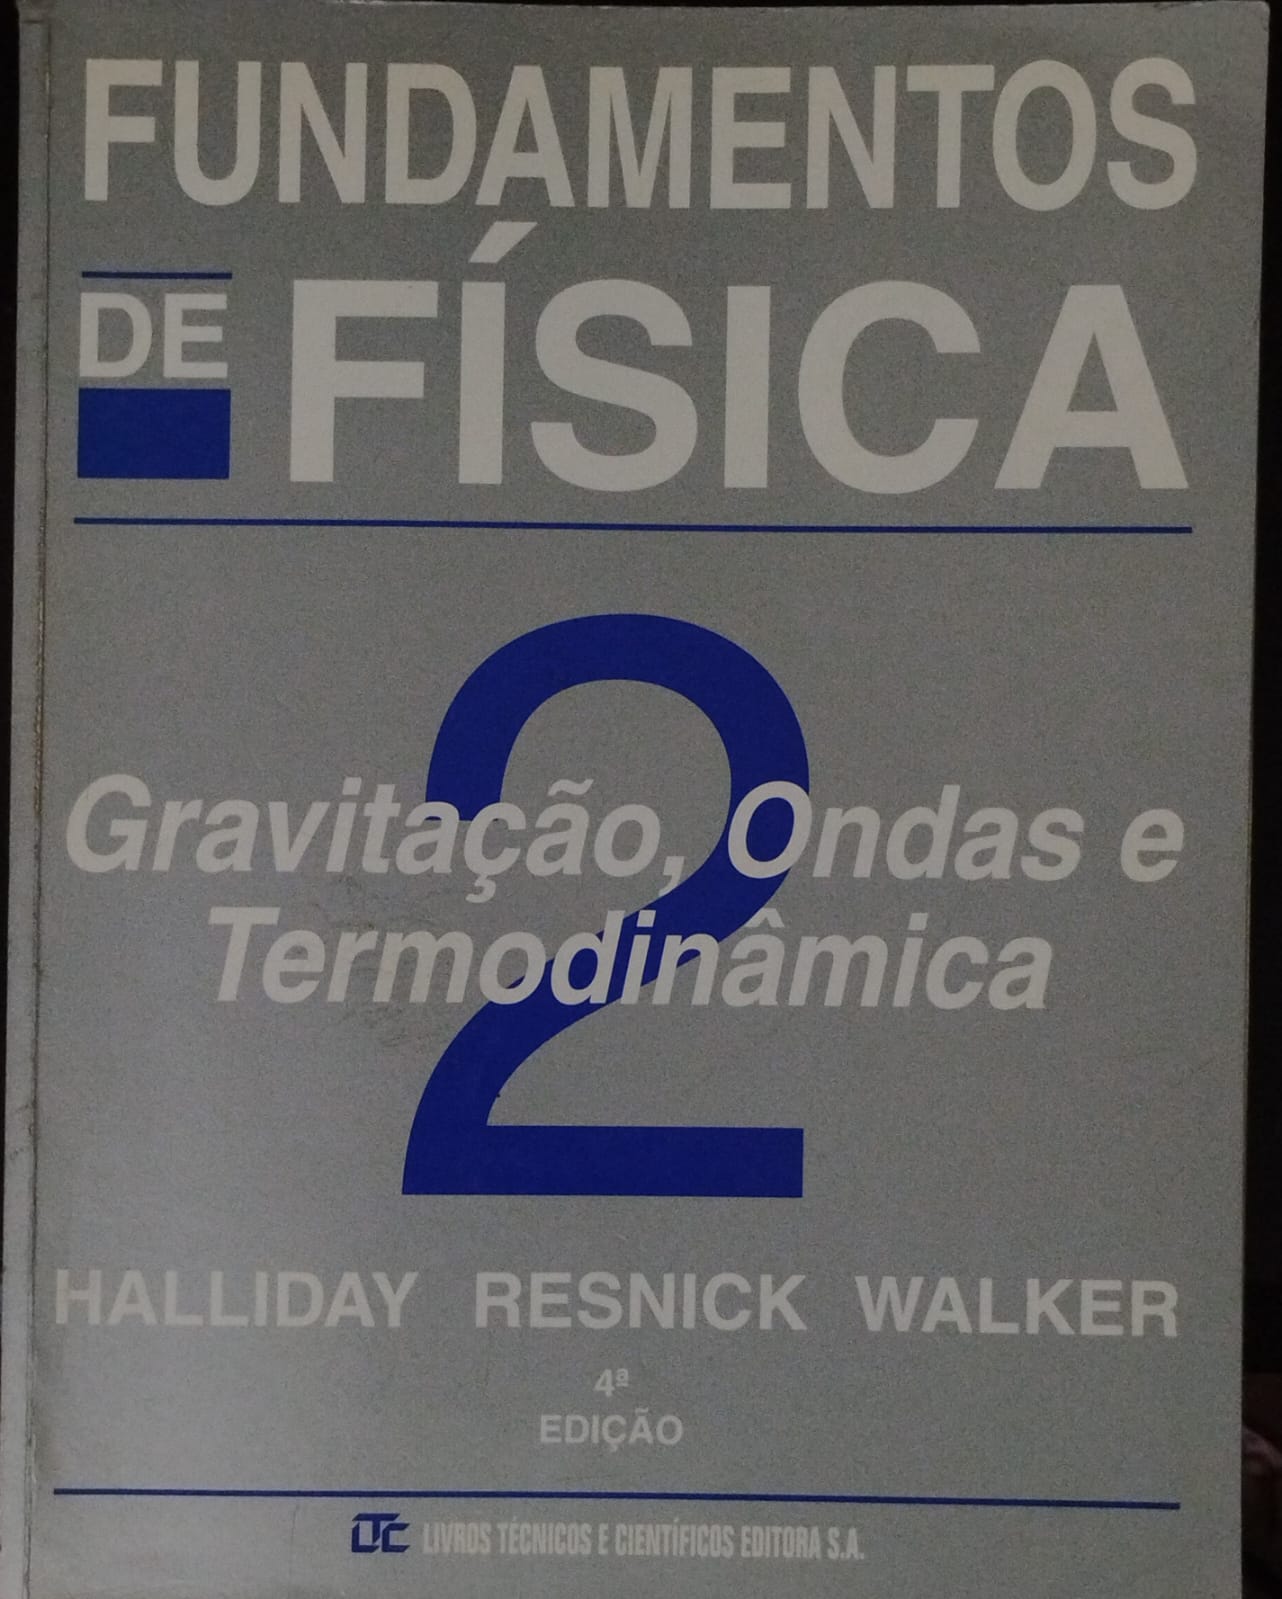 FUNDAMENTOS
DE FÍSICA
2
Gravitação, Ondas e
Termodinâmica
HALLIDAY RESNICK WALKER
4ª
EDIÇÃO
LTC LIVROS TÉCNICOS E CIENTÍFICOS EDITORA S.A.